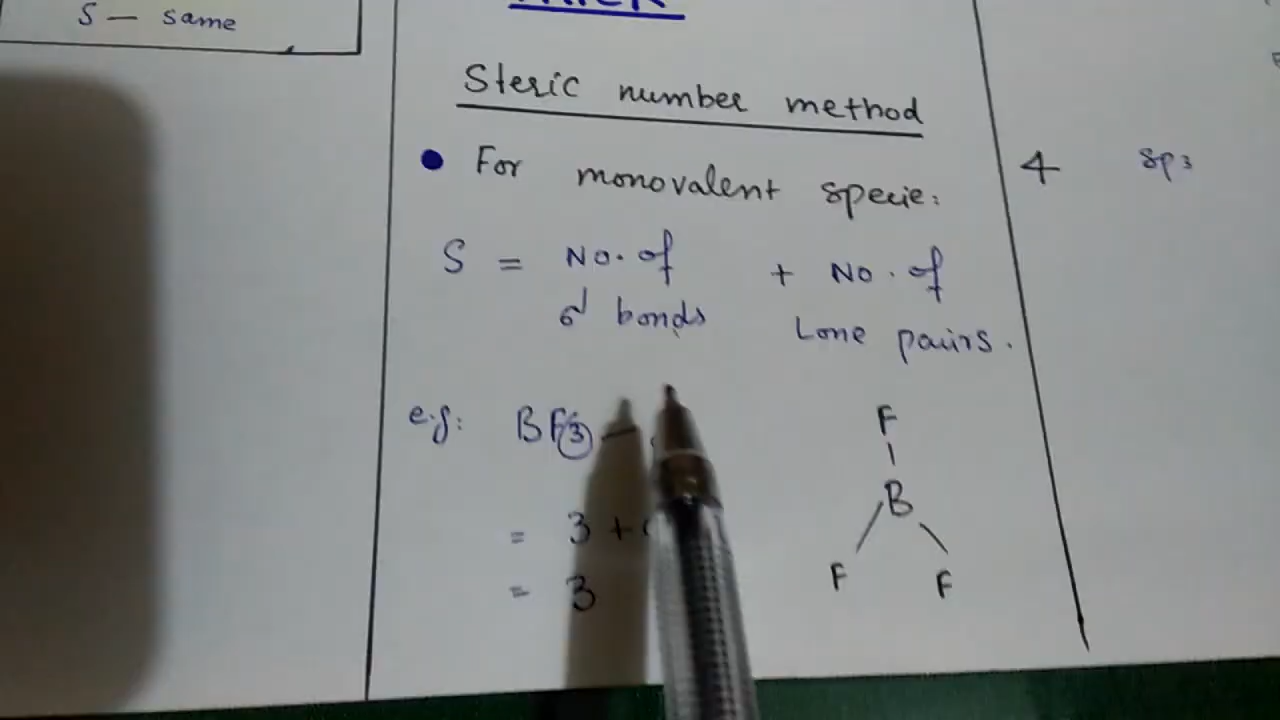 S — same
Steric number method
• For monovalent specie:
S = No. of + No. of
σ bonds Lone pairs.
4 sp3
e.g: BF3 —
= 3 +
= 3
F
B
F F